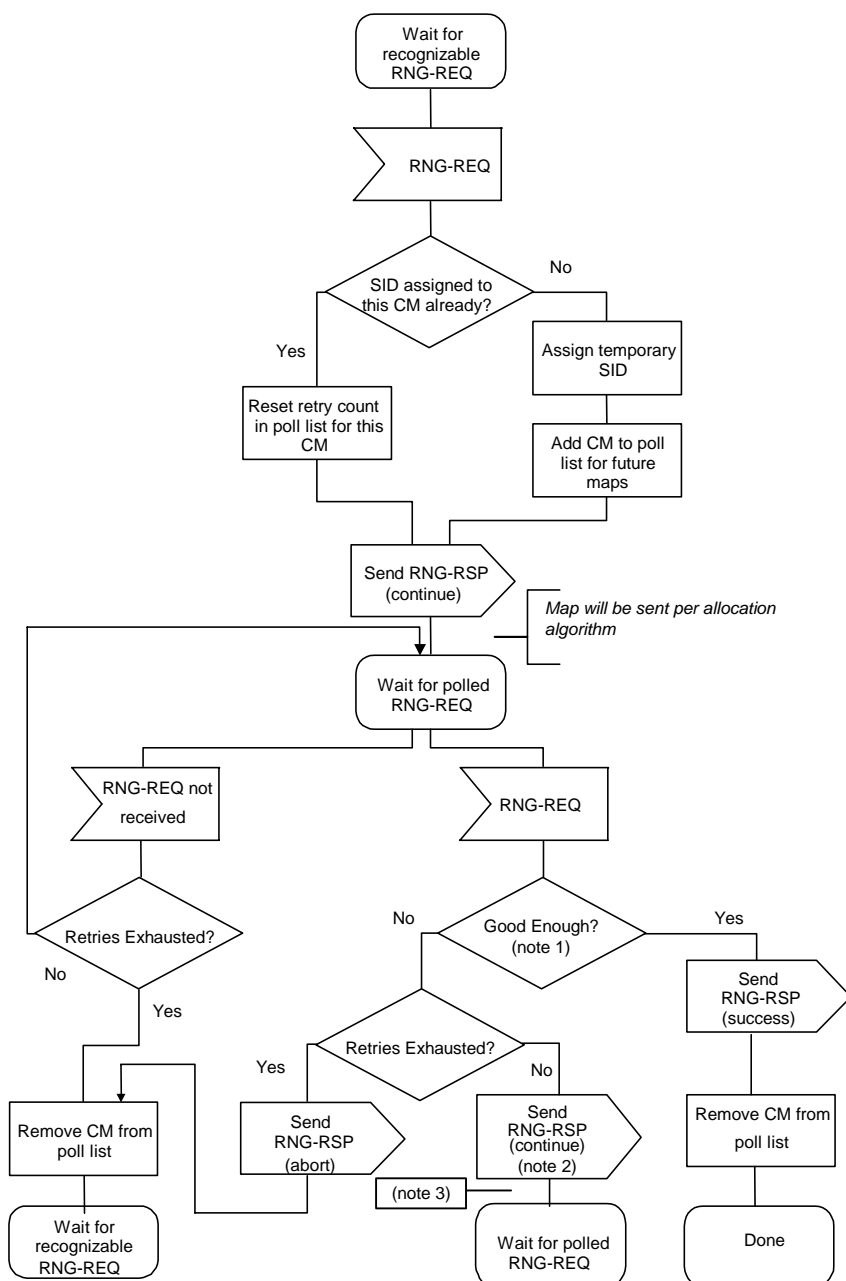 Wait for
recognizable
RNG-REQ
RNG-REQ
SID assigned to
this CM already?
No
Yes
Assign temporary
SID
Reset retry count
in poll list for this
CM
Add CM to poll
list for future
maps
Send RNG-RSP
(continue)
Map will be sent per allocation
algorithm
Wait for polled
RNG-REQ
RNG-REQ not
received
RNG-REQ
Retries Exhausted?
No
Yes
Good Enough?
(note 1)
No
Yes
Send
RNG-RSP
(success)
Retries Exhausted?
Yes
No
Remove CM from
poll list
Send
RNG-RSP
(abort)
Send
RNG-RSP
(continue)
(note 2)
Remove CM from
poll list
(note 3)
Wait for
recognizable
RNG-REQ
Wait for polled
RNG-REQ
Done